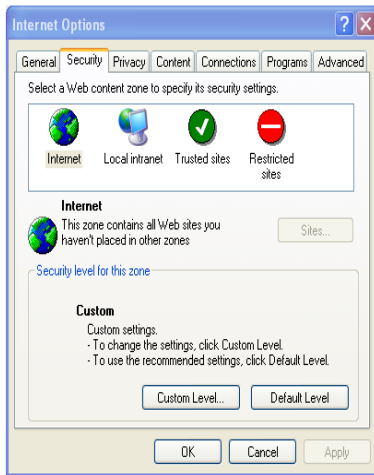 Internet Options
General Security Privacy Content Connections Programs Advanced
Select a Web content zone to specify its security settings.
Internet Local intranet Trusted sites Restricted
sites
Internet
This zone contains all Web sites you
haven't placed in other zones
Sites...
Security level for this zone
Custom
Custom settings.
- To change the settings, click Custom Level.
- To use the recommended settings, click Default Level.
Custom Level... Default Level
OK Cancel Apply